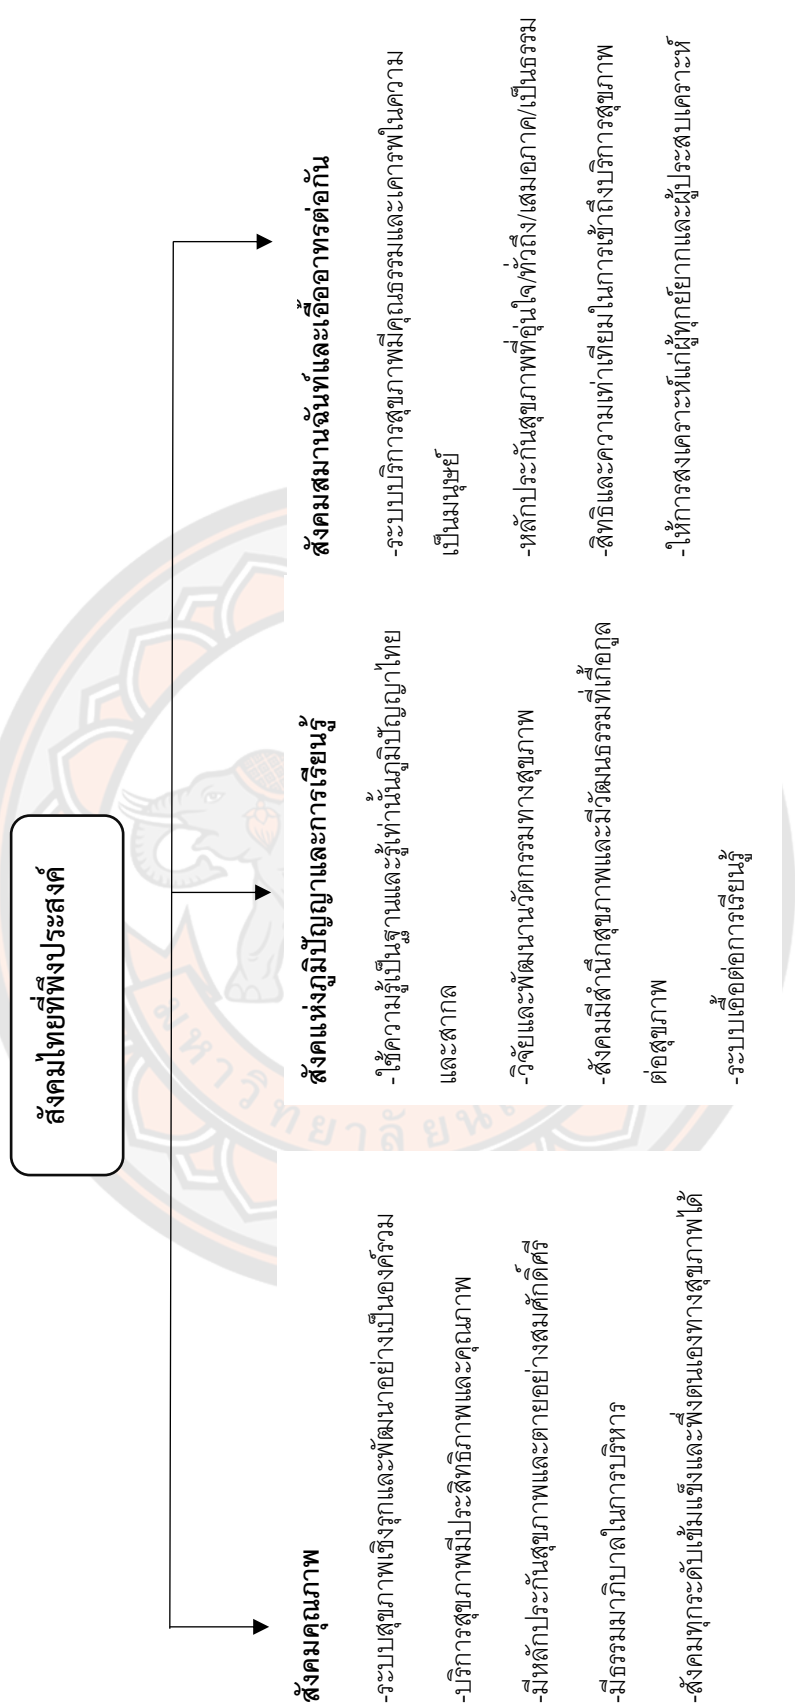 สังคมไทยที่พึงประสงค์
สังคมคุณภาพ
-ระบบสุขภาพเชิงรุกและพัฒนาอย่างเป็นองค์รวม
-บริการสุขภาพมีประสิทธิภาพและคุณภาพ
-มีหลักประกันสุขภาพและตายอย่างสมศักดิ์ศรี
-มีธรรมมาภิบาลในการบริหาร
-สังคมทุกระดับเข้มแข็งและพึ่งตนเองทางสุขภาพได้
สังคแห่งภูมิปัญญาและการเรียนรู้
-ใช้ความรู้เป็นฐานและรู้เท่านั้นภูมิปัญญาไทย
และสากล
-วิจัยและพัฒนานวัตกรรมทางสุขภาพ
-สังคมมีสำนึกสุขภาพและมีวัฒนธรรมที่เกื้อกูล
ต่อสุขภาพ
-ระบบเอื้อต่อการเรียนรู้
สังคมสมานฉันท์และเอื้ออาทรต่อกัน
-ระบบบริการสุขภาพมีคุณธรรมและเคารพในความ
เป็นมนุษย์
-หลักประกันสุขภาพที่อุ่นใจ/ทั่วถึง/เสมอภาค/เป็นธรรม
-สิทธิและความเท่าเทียมในการเข้าถึงบริการสุขภาพ
-ให้การสงเคราะห์แก่ผู้ทุกข์ยากและผู้ประสบเคราะห์